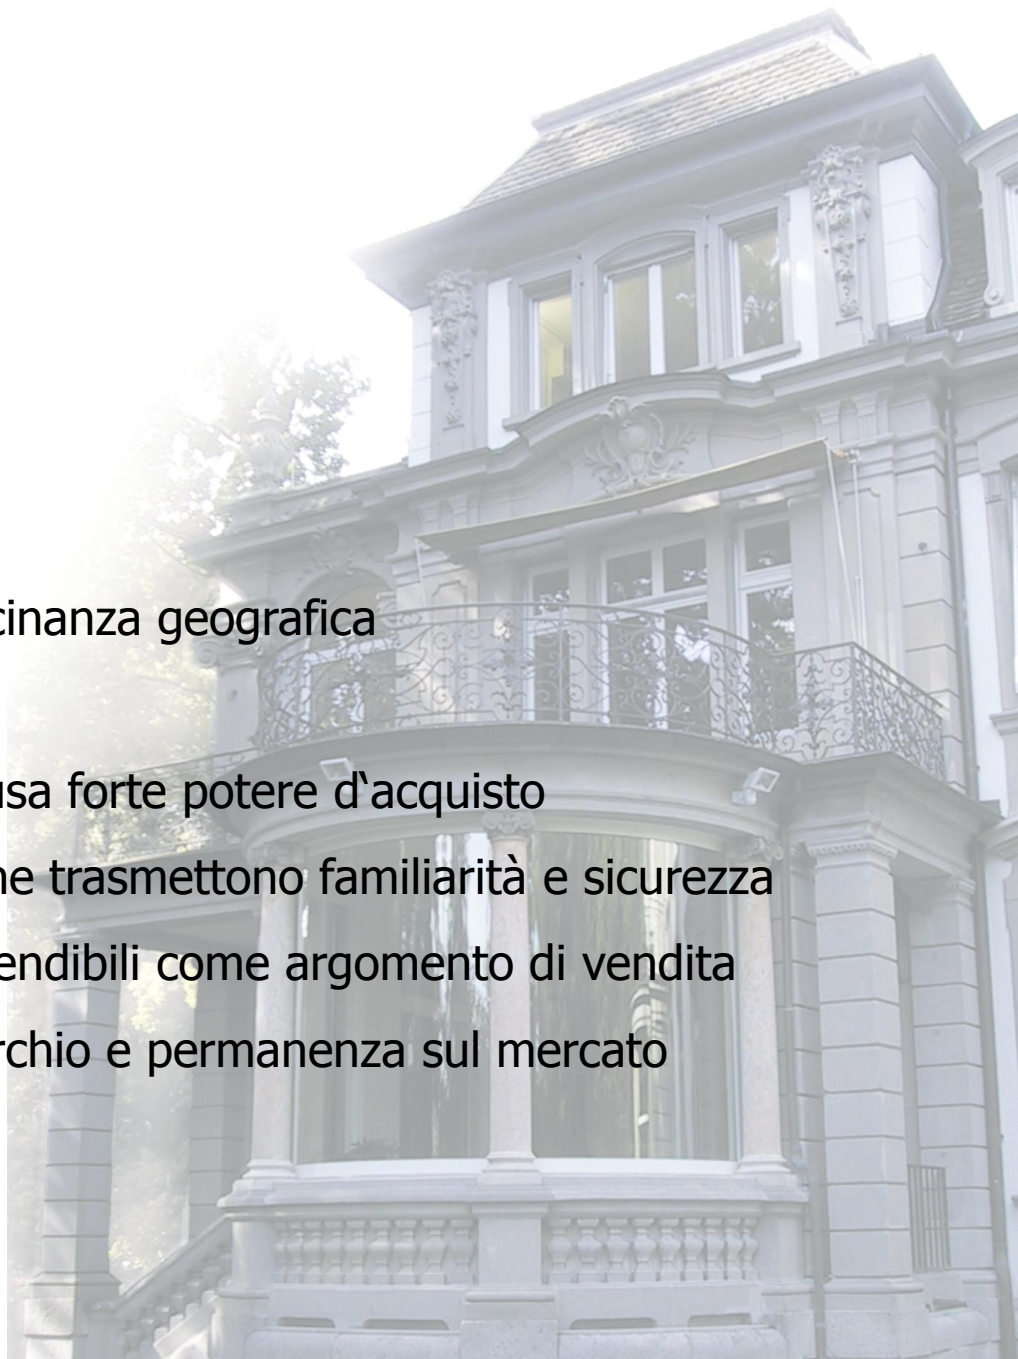 cinanza geografica
usa forte potere d‘acquisto
ne trasmettono familiarità e sicurezza
endibili come argomento di vendita
rchio e permanenza sul mercato